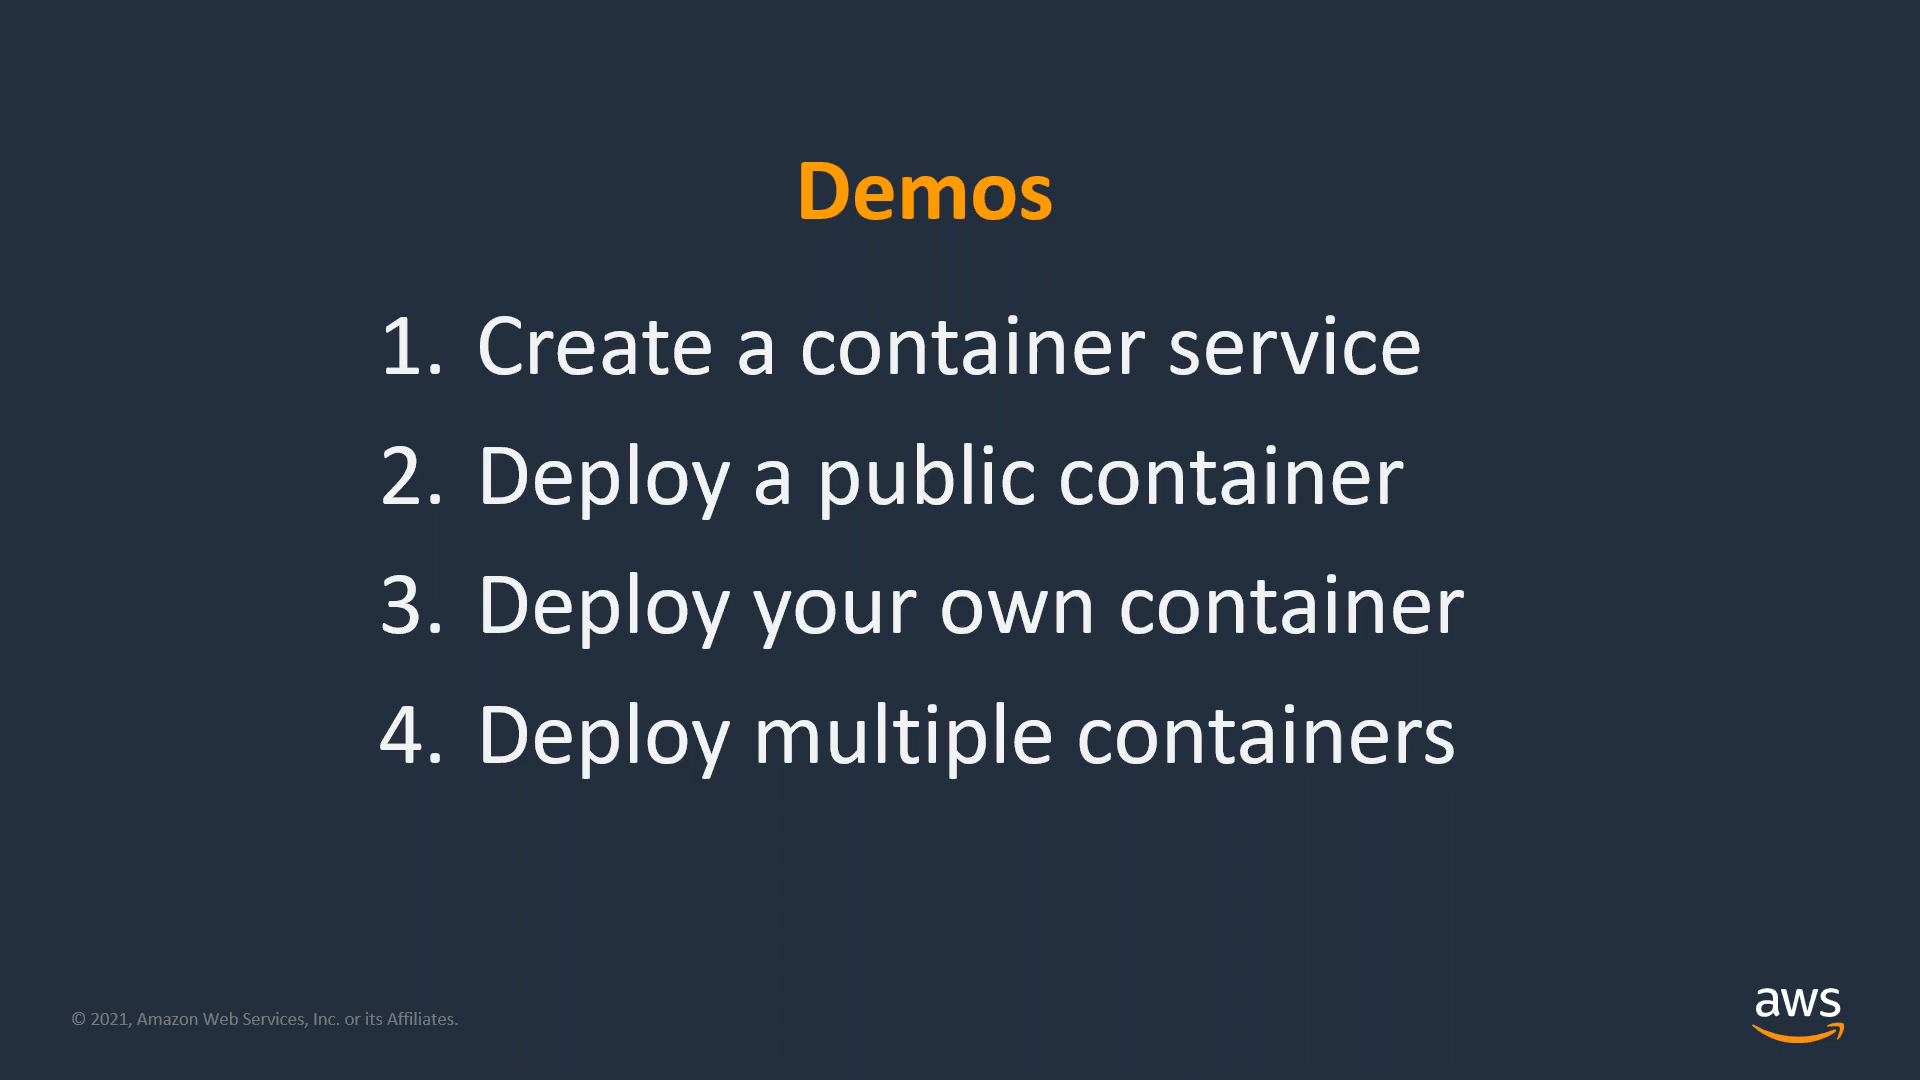 Demos
1. Create a container service
2. Deploy a public container
3. Deploy your own container
4. Deploy multiple containers
© 2021, Amazon Web Services, Inc. or its Affiliates.
aws